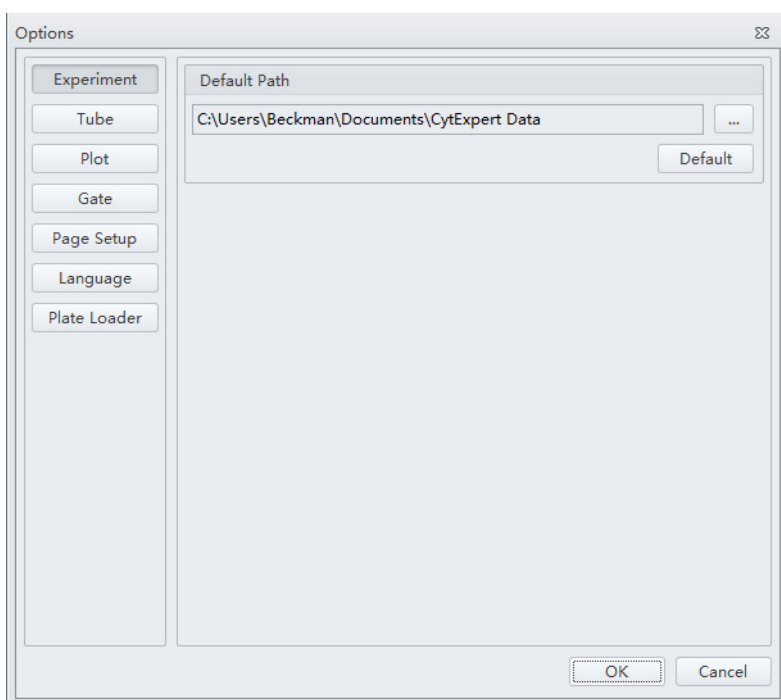 Options
Experiment
Tube
Plot
Gate
Page Setup
Language
Plate Loader
Default Path
C:\Users\Beckman\Documents\CytExpert Data
...
Default
OK
Cancel